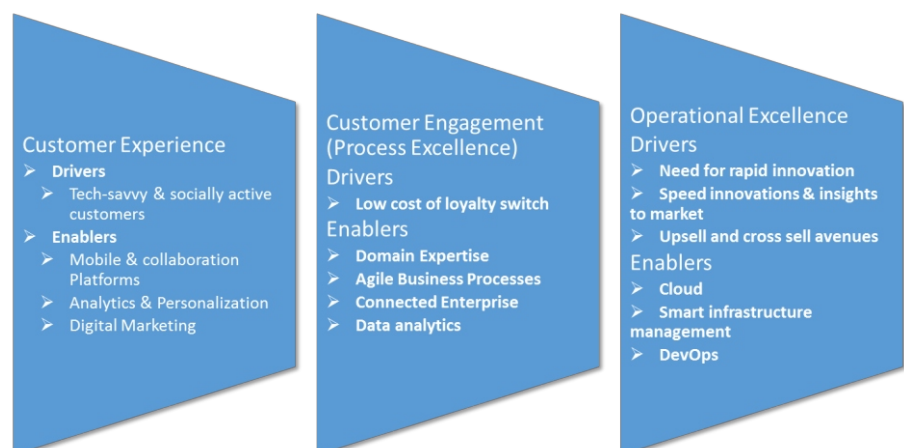 Customer Experience
➢ Drivers
➢ Tech-savvy & socially active
customers
➢ Enablers
➢ Mobile & collaboration
Platforms
➢ Analytics & Personalization
➢ Digital Marketing
Customer Engagement
(Process Excellence)
Drivers
➢ Low cost of loyalty switch
Enablers
➢ Domain Expertise
➢ Agile Business Processes
➢ Connected Enterprise
➢ Data analytics
Operational Excellence
Drivers
➢ Need for rapid innovation
➢ Speed innovations & insights
to market
➢ Upsell and cross sell avenues
Enablers
➢ Cloud
➢ Smart infrastructure
management
➢ DevOps